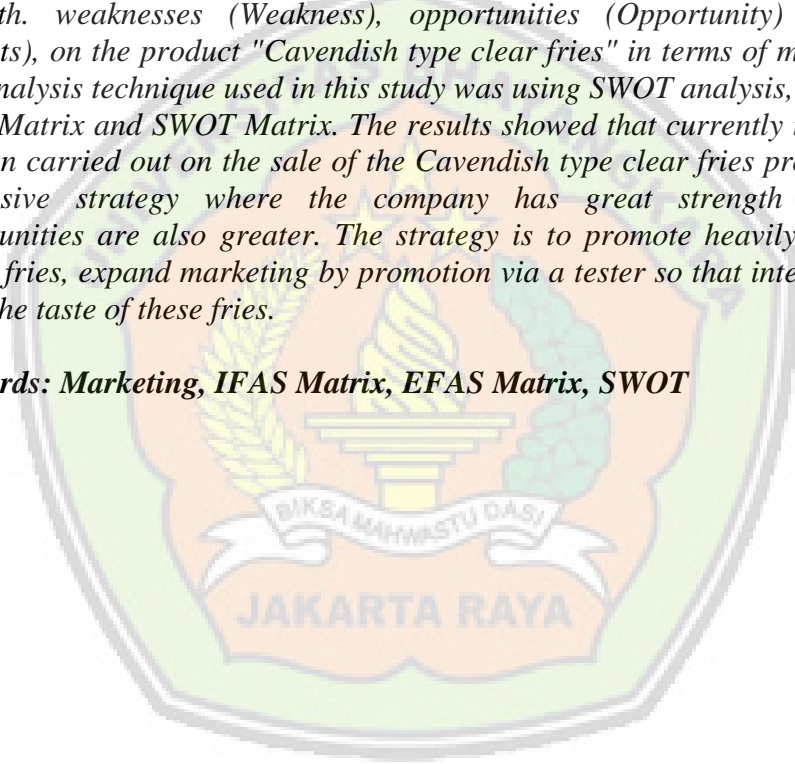 th. weaknesses (Weakness), opportunities (Opportunity)
ts), on the product "Cavendish type clear fries" in terms of m
nalysis technique used in this study was using SWOT analysis,
Matrix and SWOT Matrix. The results showed that currently
n carried out on the sale of the Cavendish type clear fries pr
sive strategy where the company has great strength
unities are also greater. The strategy is to promote heavily
fries, expand marketing by promotion via a tester so that inte
he taste of these fries.
rds: Marketing, IFAS Matrix, EFAS Matrix, SWOT
UNIVERSITAS BHAYANGKARA
BIKSA MAHWASTU DASI
JAKARTA RAYA